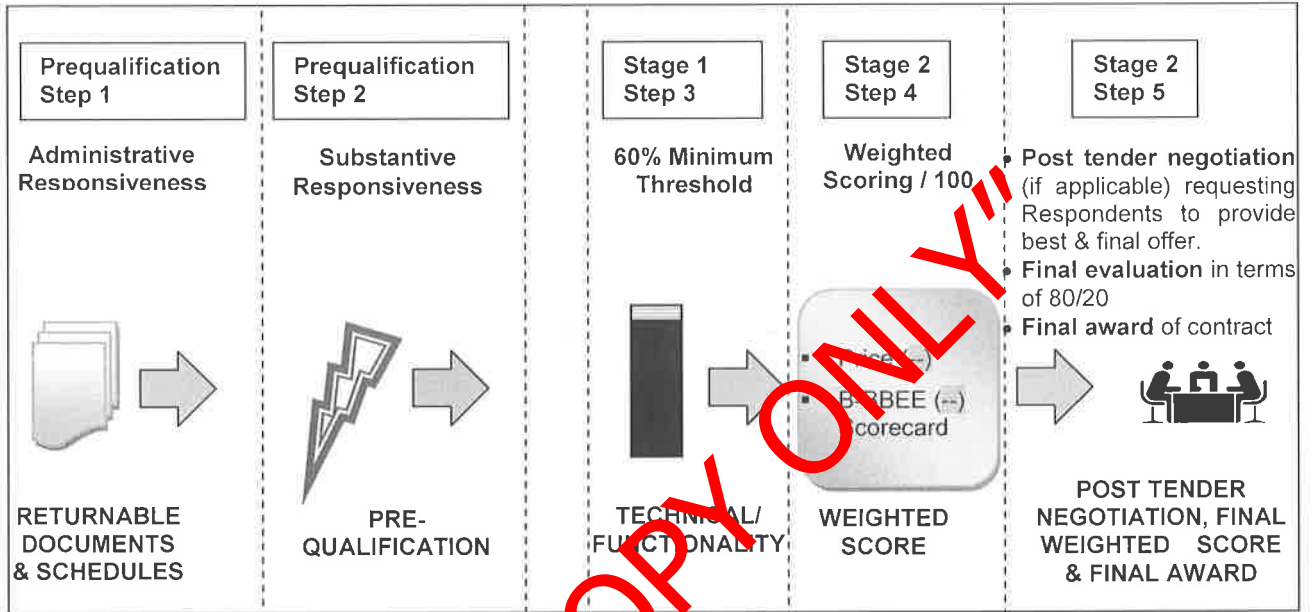 Prequalification
Step 1
Administrative
Responsiveness
RETURNABLE
DOCUMENTS
& SCHEDULES
Prequalification
Step 2
Substantive
Responsiveness
PRE-
QUALIFICATION
Stage 1
Step 3
60% Minimum
Threshold
TECHNICAL/
FUNCTIONALITY
Stage 2
Step 4
Weighted
Scoring / 100
▪ Price (--)
▪ B-BBEE (--)
Scorecard
WEIGHTED
SCORE
Stage 2
Step 5
• Post tender negotiation
(if applicable) requesting
Respondents to provide
best & final offer.
• Final evaluation in terms
of 80/20
• Final award of contract
POST TENDER
NEGOTIATION, FINAL
WEIGHTED SCORE
& FINAL AWARD
OPY ONLY"